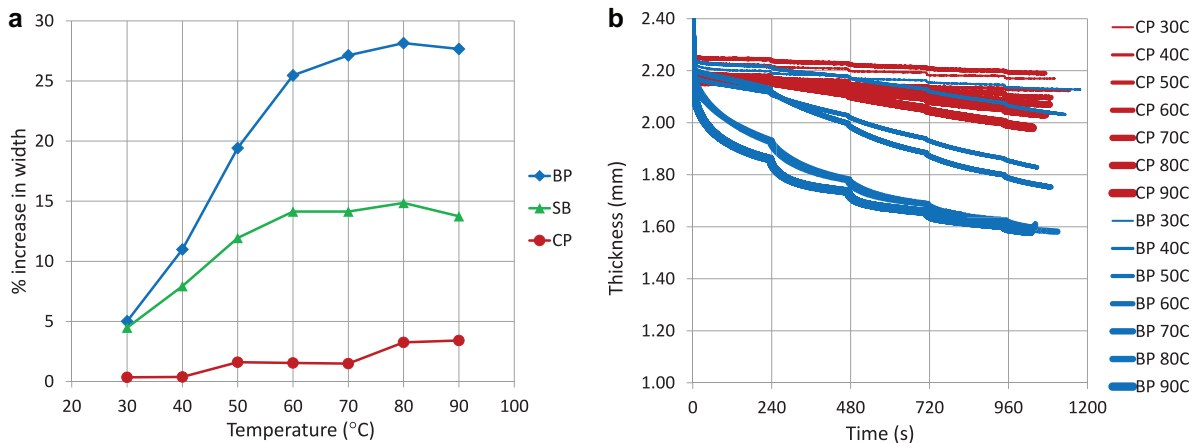 a
30
25
20
15
10
5
0
% increase in width
20 30 40 50 60 70 80 90 100
Temperature (°C)
BP
SB
CP
b
2.40
2.20
2.00
1.80
1.60
1.40
1.20
1.00
Thickness (mm)
0 240 480 720 960 1200
Time (s)
CP 30C
CP 40C
CP 50C
CP 60C
CP 70C
CP 80C
CP 90C
BP 30C
BP 40C
BP 50C
BP 60C
BP 70C
BP 80C
BP 90C